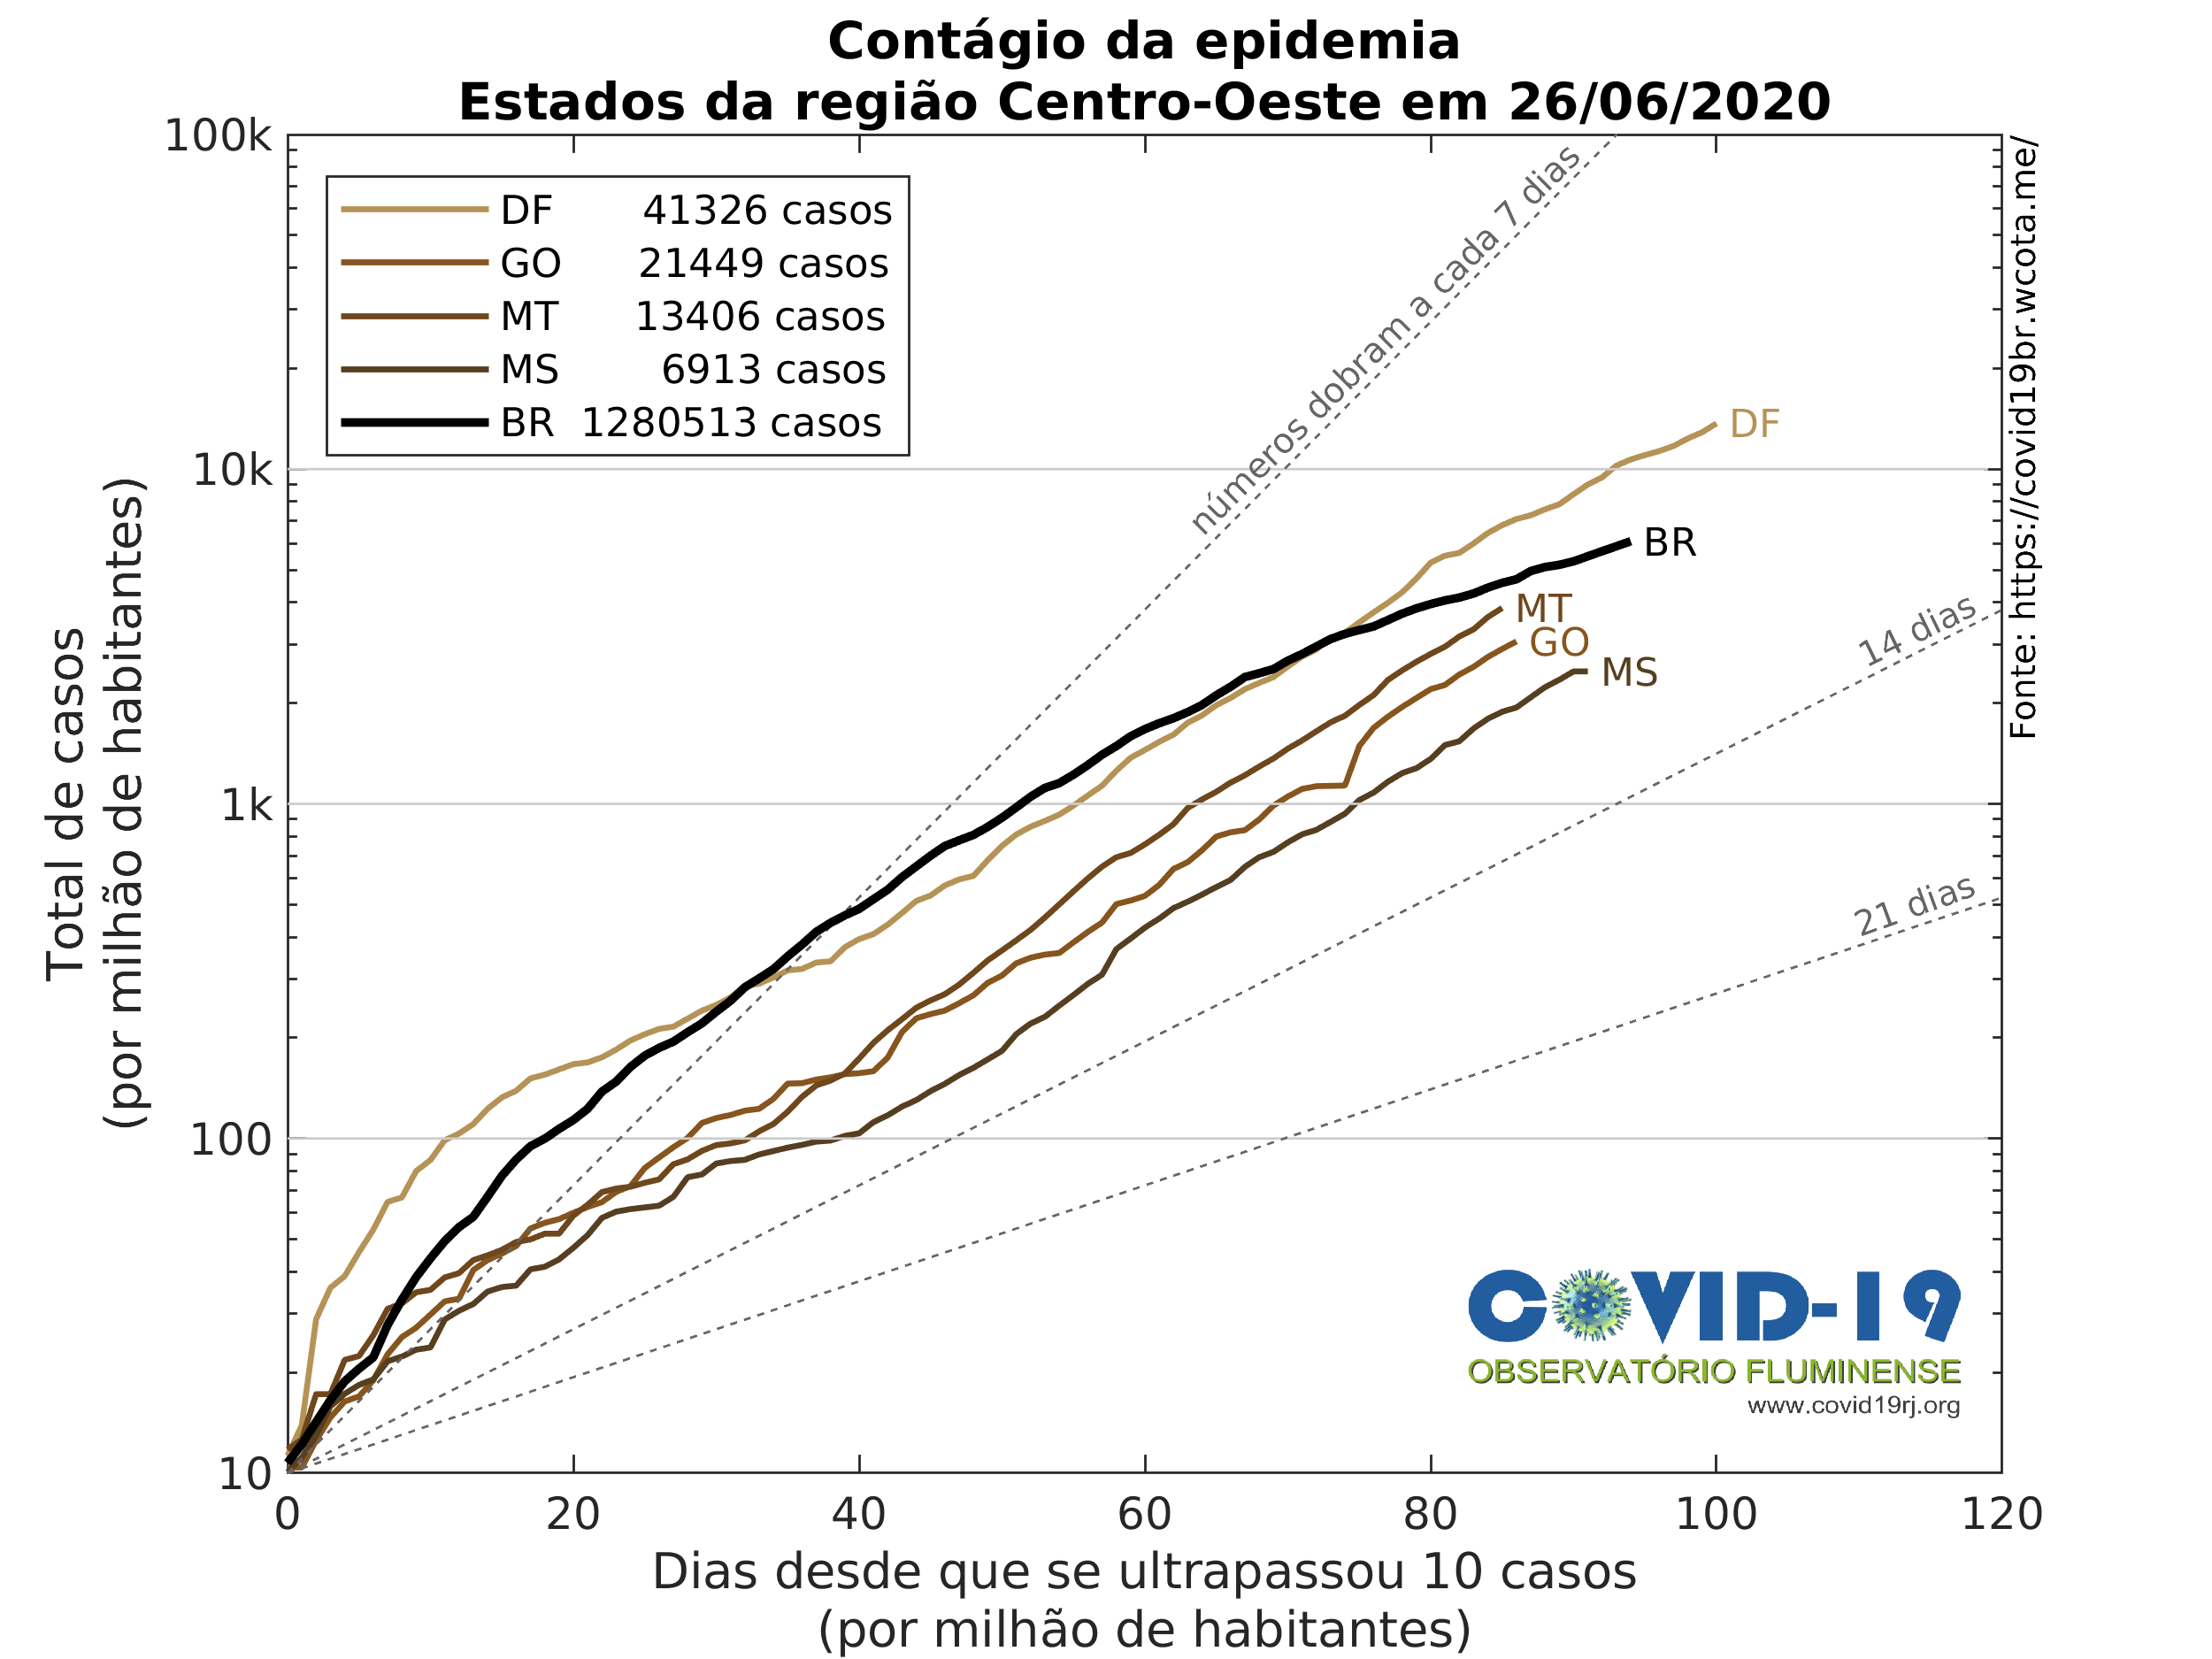 Contágio da epidemia
Estados da região Centro-Oeste em 26/06/2020
Total de casos
(por milhão de habitantes)
100k
10k
1k
100
10
DF 41326 casos
GO 21449 casos
MT 13406 casos
MS 6913 casos
BR 1280513 casos
números dobram a cada 7 dias
14 dias
21 dias
DF
BR
MT
GO
MS
Fonte: https://covid19br.wcota.me/
COVID-19
OBSERVATÓRIO FLUMINENSE
www.covid19rj.org
0 20 40 60 80 100 120
Dias desde que se ultrapassou 10 casos
(por milhão de habitantes)